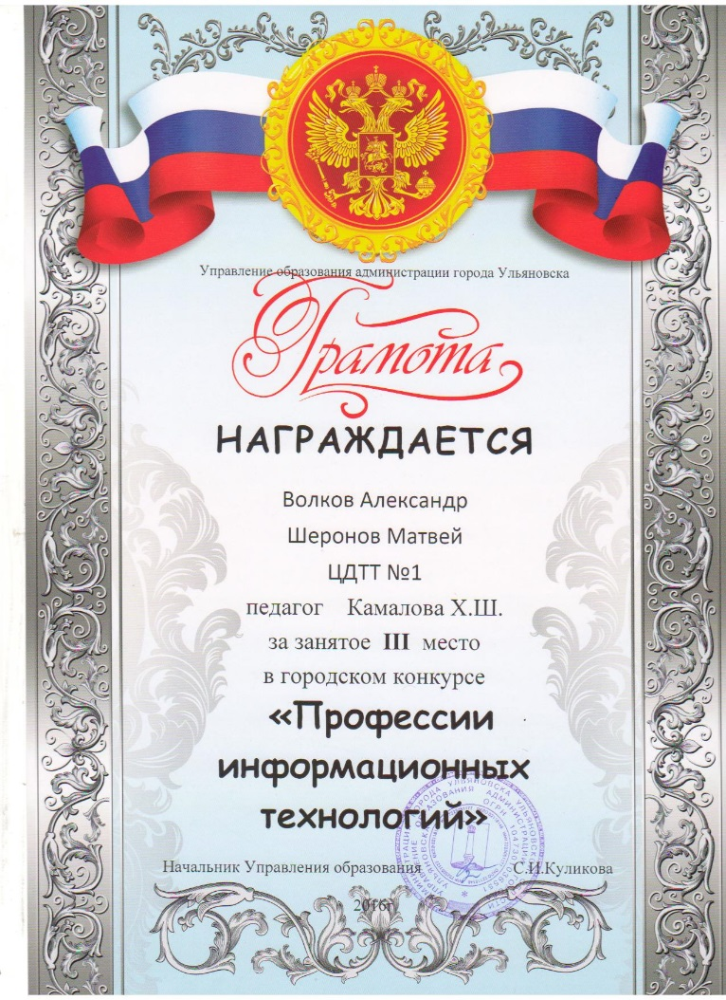 Управление образования администрации города Ульяновска
Грамота
НАГРАЖДАЕТСЯ
Волков Александр
Шеронов Матвей
ЦДТТ №1
педагог Камалова Х.Ш.
за занятое III место
в городском конкурсе
«Профессии
информационных
технологий»
Начальник Управления образования С.И.Куликова
2016г